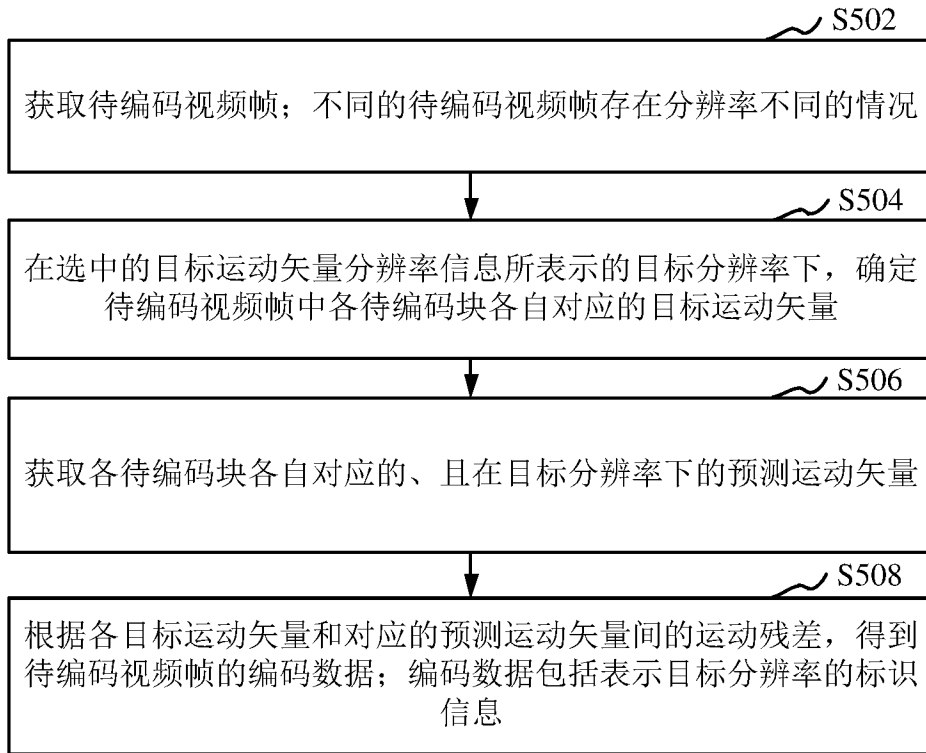 S502
获取待编码视频帧；不同的待编码视频帧存在分辨率不同的情况
S504
在选中的目标运动矢量分辨率信息所表示的目标分辨率下，确定
待编码视频帧中各待编码块各自对应的目标运动矢量
S506
获取各待编码块各自对应的、且在目标分辨率下的预测运动矢量
S508
根据各目标运动矢量和对应的预测运动矢量间的运动残差，得到
待编码视频帧的编码数据；编码数据包括表示目标分辨率的标识
信息